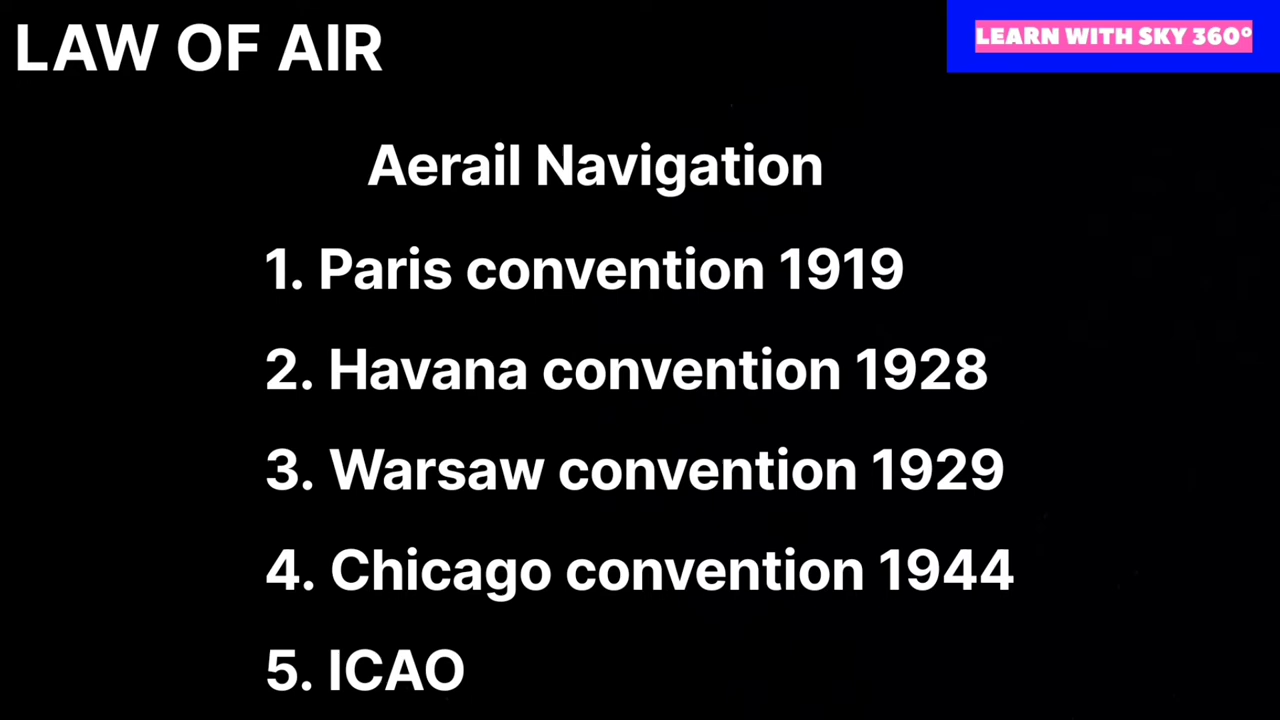 LAW OF AIR
LEARN WITH SKY 360°
Aerail Navigation
1. Paris convention 1919
2. Havana convention 1928
3. Warsaw convention 1929
4. Chicago convention 1944
5. ICAO